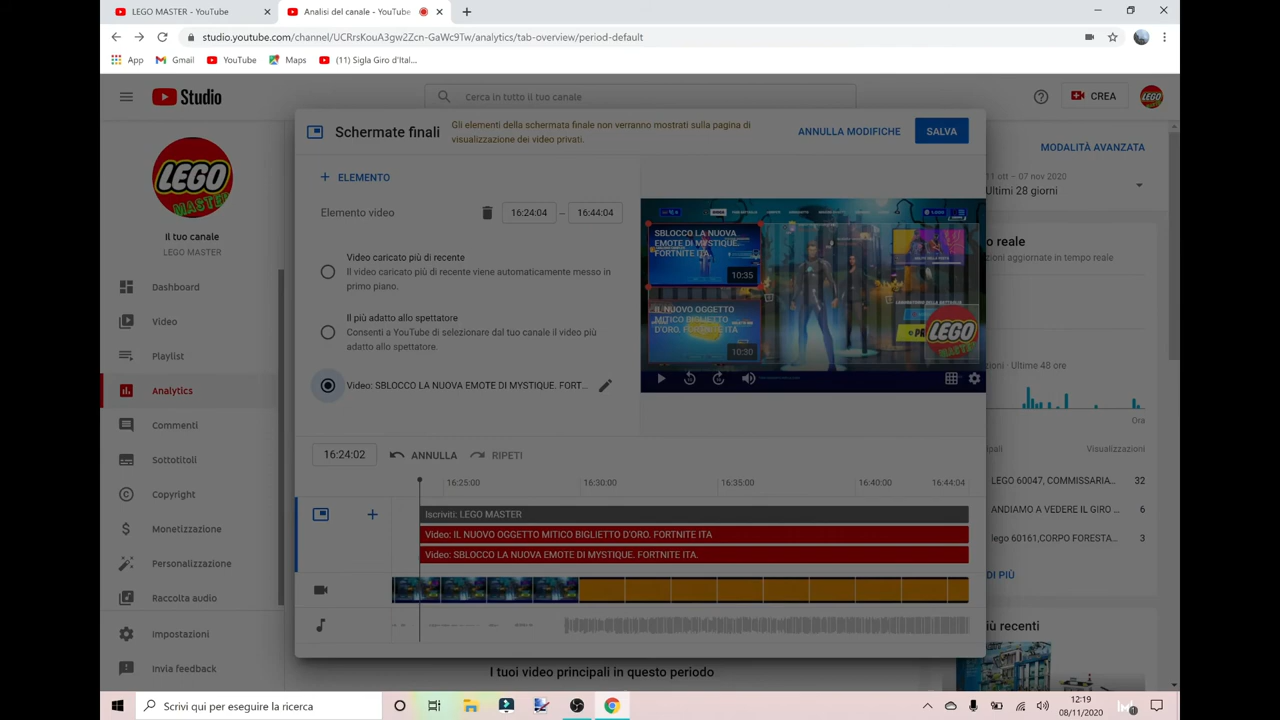 LEGO MASTER - YouTube
Analisi del canale - YouTube
studio.youtube.com/channel/UCRrsKouA3gw2Zcn-GaWc9Tw/analytics/tab-overview/period-default
App
Gmail
YouTube
Maps
(11) Sigla Giro d'Ital...
Studio
Cerca in tutto il tuo canale
CREA
LEGO
MASTER
Il tuo canale
LEGO MASTER
Dashboard
Video
Playlist
Analytics
Commenti
Sottotitoli
Copyright
Monetizzazione
Personalizzazione
Raccolta audio
Impostazioni
Invia feedback
Schermate finali
Gli elementi della schermata finale non verranno mostrati sulla pagina di
visualizzazione dei video privati.
ANNULLA MODIFICHE
SALVA
ELEMENTO
Elemento video
16:24:04 – 16:44:04
Video caricato più di recente
Il video caricato più di recente viene automaticamente messo in
primo piano.
Il più adatto allo spettatore
Consenti a YouTube di selezionare dal tuo canale il video più
adatto allo spettatore.
Video: SBLOCCO LA NUOVA EMOTE DI MYSTIQUE. FORT...
SBLOCCO LA NUOVA
EMOTE DI MYSTIQUE.
FORTNITE ITA.
10:35
IL NUOVO OGGETTO
MITICO BIGLIETTO
D'ORO. FORTNITE ITA
10:30
LEGO
16:24:02
ANNULLA
RIPETI
16:25:00
16:30:00
16:35:00
16:40:00
16:44:04
Iscriviti: LEGO MASTER
Video: IL NUOVO OGGETTO MITICO BIGLIETTO D'ORO. FORTNITE ITA
Video: SBLOCCO LA NUOVA EMOTE DI MYSTIQUE. FORTNITE ITA.
MODALITÀ AVANZATA
11 ott – 07 nov 2020
Ultimi 28 giorni
o reale
azioni aggiornate in tempo reale
zioni · Ultime 48 ore
Ora
ipali
Visualizzazioni
LEGO 60047, COMMISSARIA...
32
ANDIAMO A VEDERE IL GIRO ...
6
lego 60161,CORPO FORESTA...
3
DI PIÙ
iù recenti
I tuoi video principali in questo periodo
Scrivi qui per eseguire la ricerca
12:19
08/11/2020